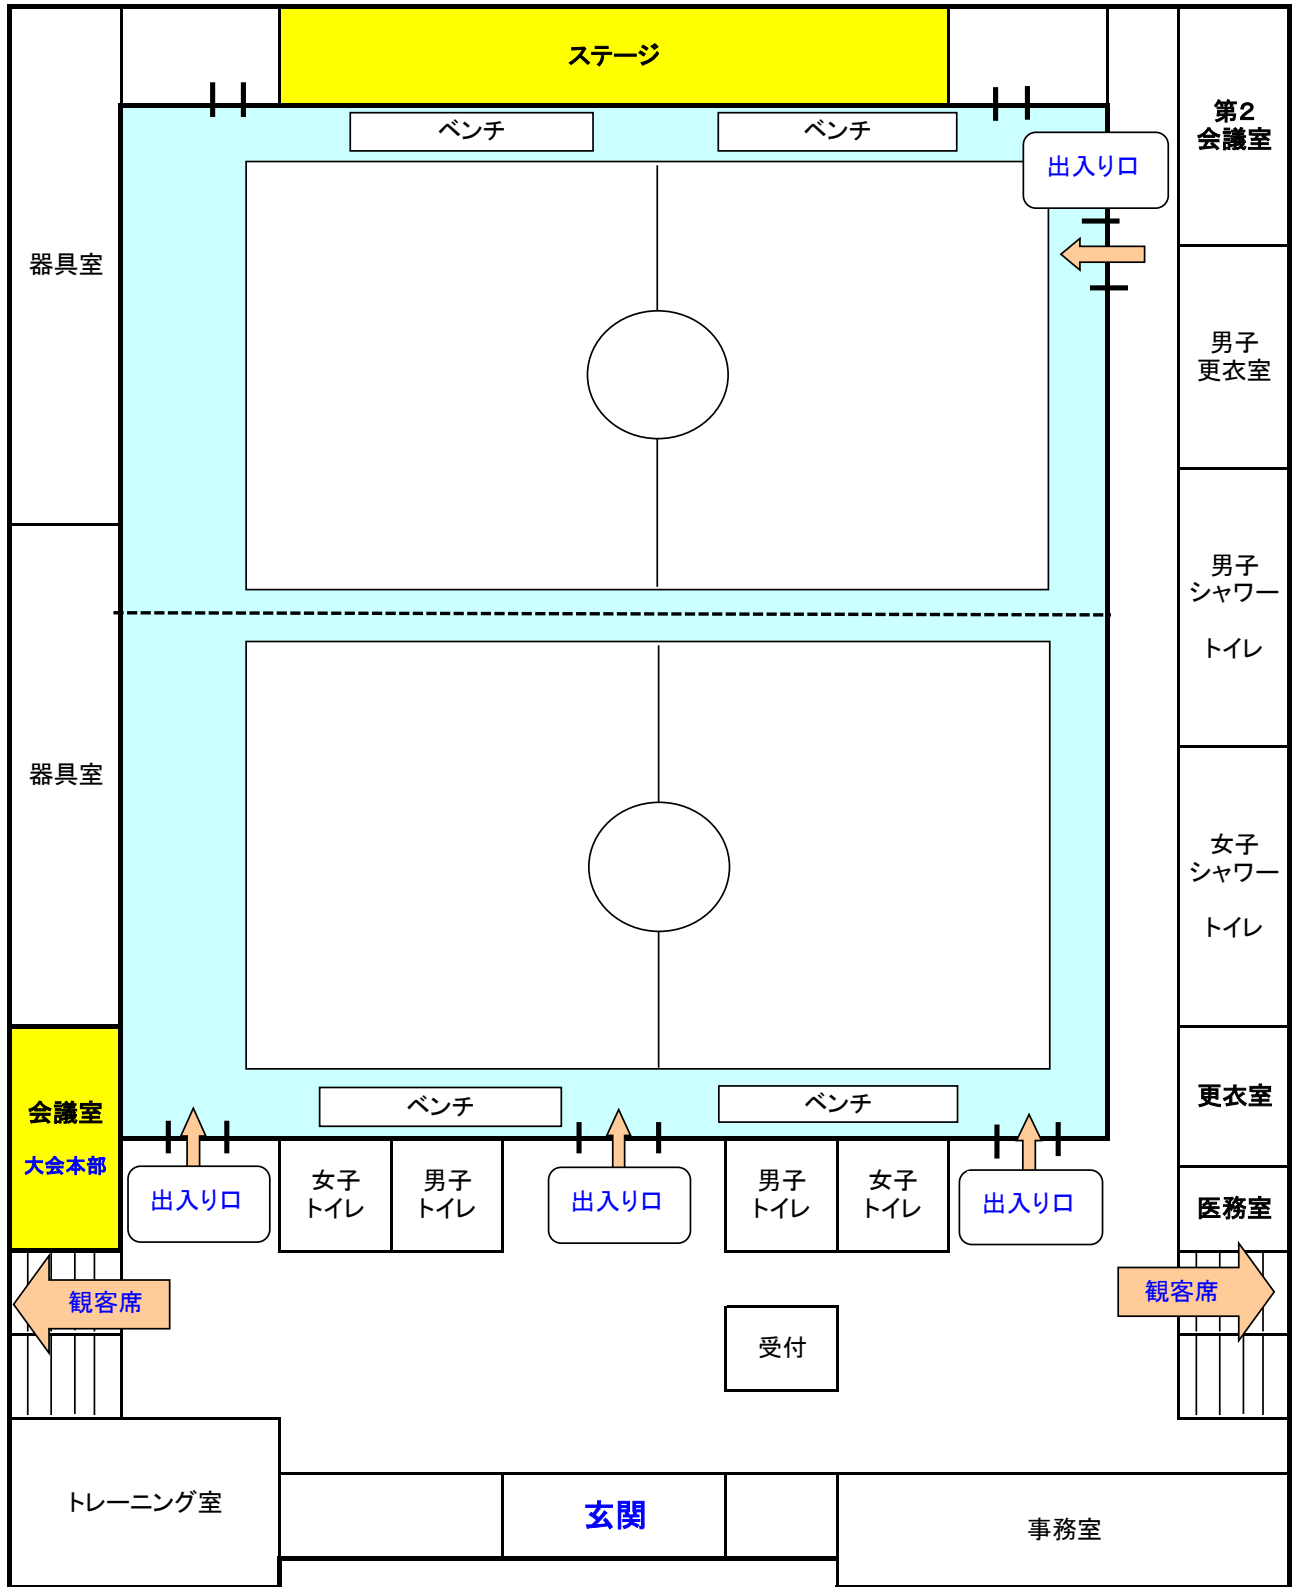 ステージ
ベンチ
ベンチ
第2
会議室
出入り口
器具室
男子
更衣室
男子
シャワー
トイレ
器具室
女子
シャワー
トイレ
会議室
大会本部
ベンチ
ベンチ
更衣室
出入り口
女子
トイレ
男子
トイレ
出入り口
男子
トイレ
女子
トイレ
出入り口
医務室
観客席
観客席
受付
トレーニング室
玄関
事務室